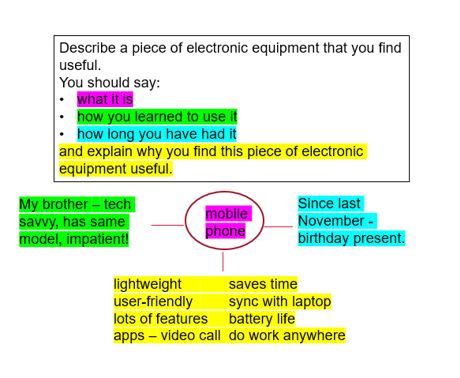 Describe a piece of electronic equipment that you find
useful.
You should say:
• what it is
• how you learned to use it
• how long you have had it
and explain why you find this piece of electronic
equipment useful.
My brother – tech
savvy, has same
model, impatient!
mobile
phone
Since last
November -
birthday present.
lightweight saves time
user-friendly sync with laptop
lots of features battery life
apps – video call do work anywhere